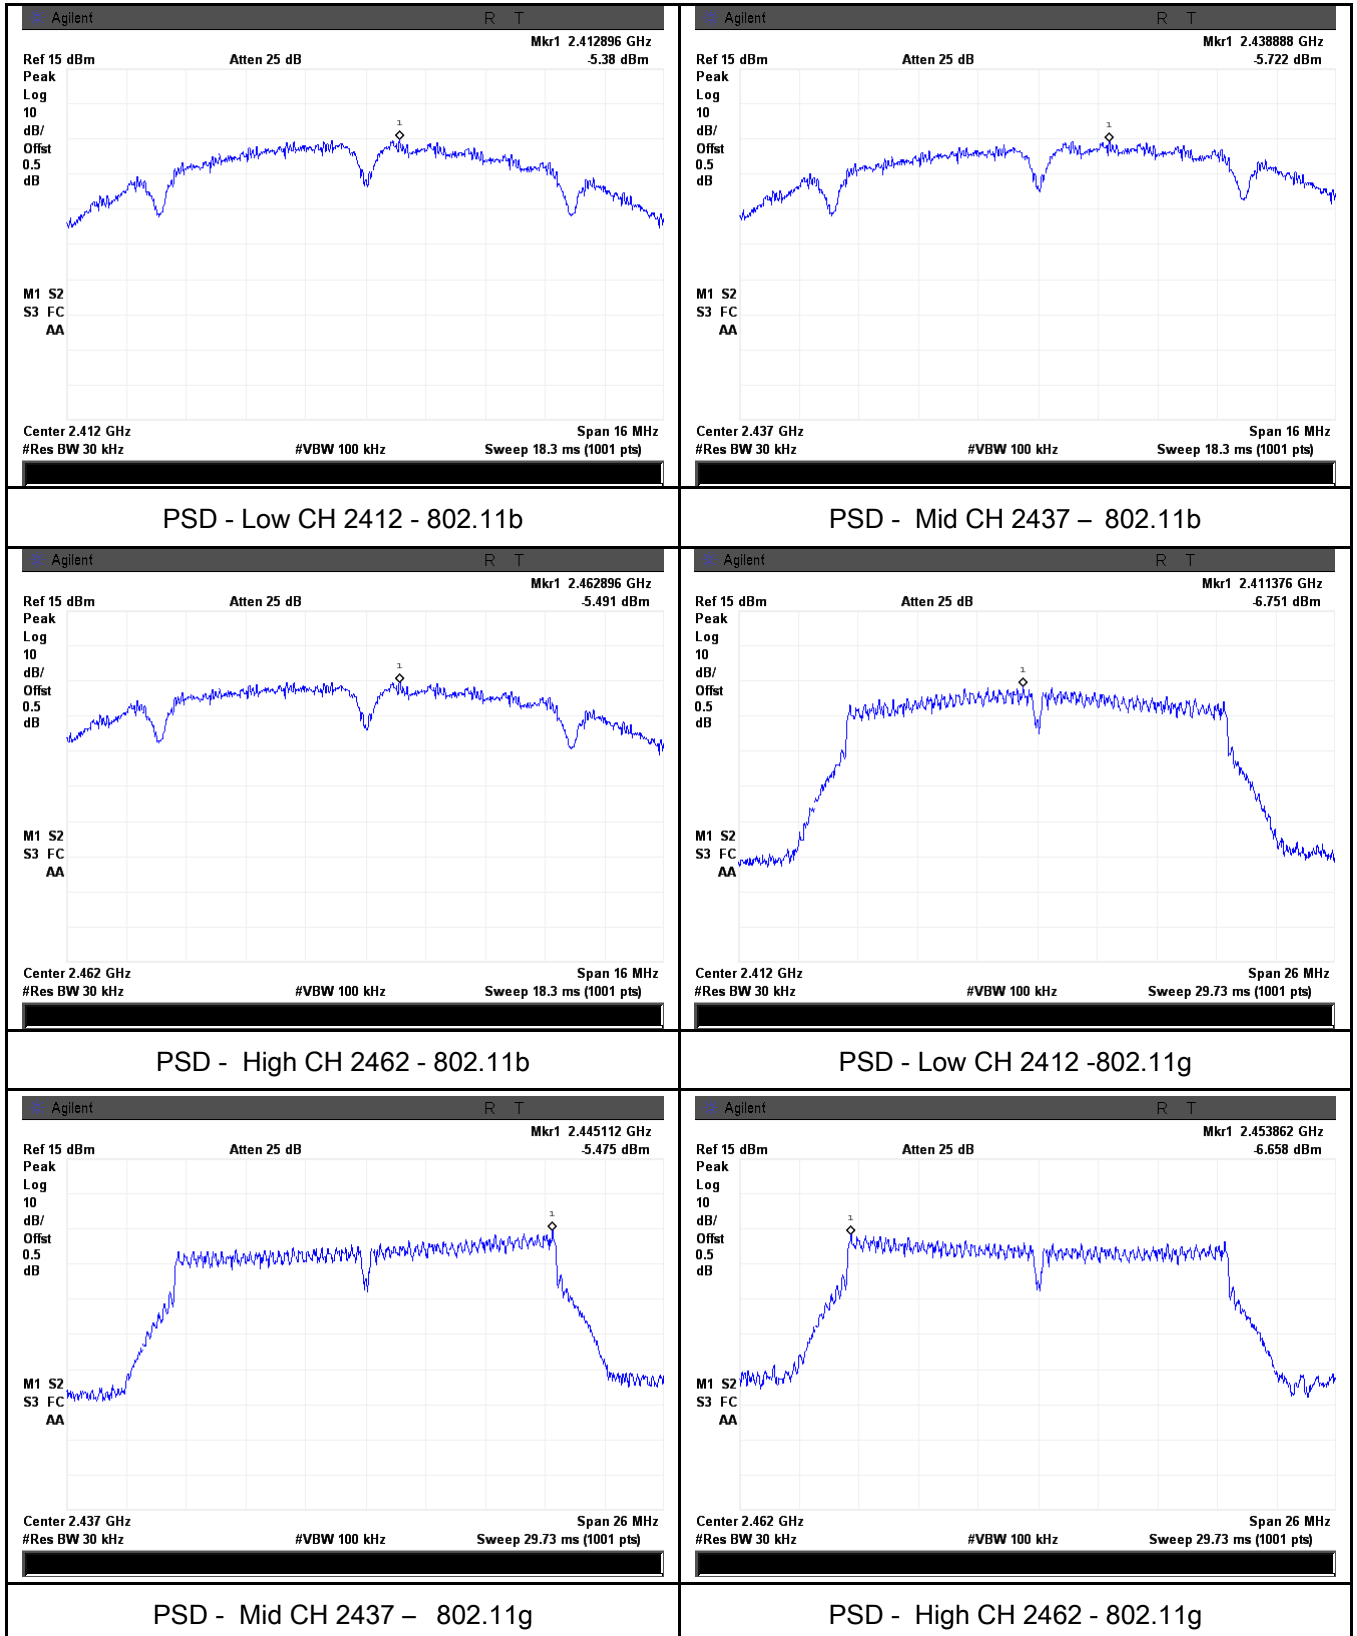 Agilent R T
Mkr1 2.412896 GHz
Ref 15 dBm Atten 25 dB -5.38 dBm
Peak
Log
10
dB/
Offst
0.5
dB
1
M1 S2
S3 FC
AA
Center 2.412 GHz Span 16 MHz
#Res BW 30 kHz #VBW 100 kHz Sweep 18.3 ms (1001 pts)
PSD - Low CH 2412 - 802.11b
Agilent R T
Mkr1 2.438888 GHz
Ref 15 dBm Atten 25 dB -5.722 dBm
Peak
Log
10
dB/
Offst
0.5
dB
1
M1 S2
S3 FC
AA
Center 2.437 GHz Span 16 MHz
#Res BW 30 kHz #VBW 100 kHz Sweep 18.3 ms (1001 pts)
PSD - Mid CH 2437 – 802.11b
Agilent R T
Mkr1 2.462896 GHz
Ref 15 dBm Atten 25 dB -5.491 dBm
Peak
Log
10
dB/
Offst
0.5
dB
1
M1 S2
S3 FC
AA
Center 2.462 GHz Span 16 MHz
#Res BW 30 kHz #VBW 100 kHz Sweep 18.3 ms (1001 pts)
PSD - High CH 2462 - 802.11b
Agilent R T
Mkr1 2.411376 GHz
Ref 15 dBm Atten 25 dB -6.751 dBm
Peak
Log
10
dB/
Offst
0.5
dB
1
M1 S2
S3 FC
AA
Center 2.412 GHz Span 26 MHz
#Res BW 30 kHz #VBW 100 kHz Sweep 29.73 ms (1001 pts)
PSD - Low CH 2412 -802.11g
Agilent R T
Mkr1 2.445112 GHz
Ref 15 dBm Atten 25 dB -5.475 dBm
Peak
Log
10
dB/
Offst
0.5
dB
1
M1 S2
S3 FC
AA
Center 2.437 GHz Span 26 MHz
#Res BW 30 kHz #VBW 100 kHz Sweep 29.73 ms (1001 pts)
PSD - Mid CH 2437 – 802.11g
Agilent R T
Mkr1 2.453862 GHz
Ref 15 dBm Atten 25 dB -6.658 dBm
Peak
Log
10
dB/
Offst
0.5
dB
1
M1 S2
S3 FC
AA
Center 2.462 GHz Span 26 MHz
#Res BW 30 kHz #VBW 100 kHz Sweep 29.73 ms (1001 pts)
PSD - High CH 2462 - 802.11g